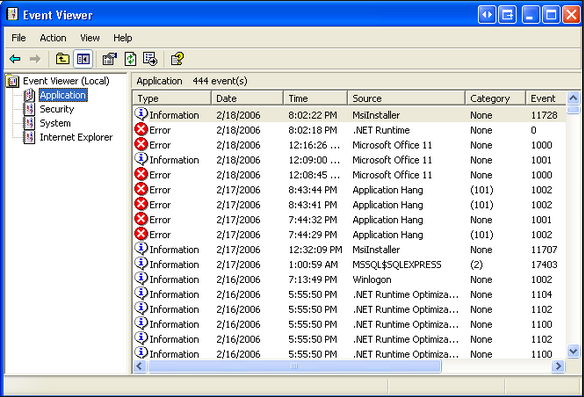 Event Viewer
File Action View Help
Event Viewer (Local)
Application
Security
System
Internet Explorer
Application 444 event(s)
Type Date Time Source Category Event
Information 2/18/2006 8:02:22 PM MsiInstaller None 11728
Error 2/18/2006 8:02:18 PM .NET Runtime None 0
Error 2/18/2006 12:16:26 ... Microsoft Office 11 None 1000
Information 2/18/2006 12:09:00 ... Microsoft Office 11 None 1001
Error 2/18/2006 12:08:45 ... Microsoft Office 11 None 1000
Error 2/17/2006 8:43:44 PM Application Hang (101) 1002
Error 2/17/2006 8:43:41 PM Application Hang (101) 1002
Error 2/17/2006 7:44:32 PM Application Hang None 1001
Error 2/17/2006 7:44:29 PM Application Hang (101) 1002
Information 2/17/2006 12:32:09 PM MsiInstaller None 11707
Information 2/17/2006 1:00:59 AM MSSQL$SQLEXPRESS (2) 17403
Information 2/16/2006 7:13:49 PM Winlogon None 1002
Information 2/16/2006 5:55:50 PM .NET Runtime Optimiza... None 1104
Information 2/16/2006 5:55:50 PM .NET Runtime Optimiza... None 1102
Information 2/16/2006 5:55:50 PM .NET Runtime Optimiza... None 1100
Information 2/16/2006 5:55:50 PM .NET Runtime Optimiza... None 1102
Information 2/16/2006 5:55:50 PM .NET Runtime Optimiza... None 1100